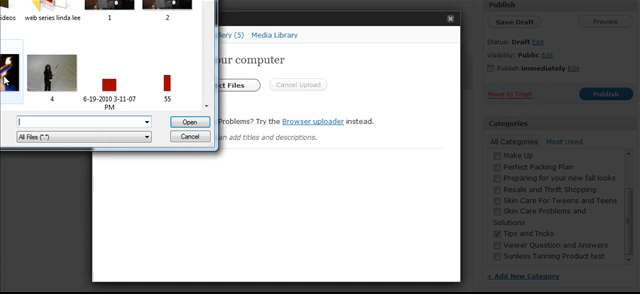 ideos
web series linda lee
1
2
4
6-19-2010 3-11-07
PM
55
Open
All Files (*.*)
Cancel
llery (5)
Media Library
our computer
ct Files
Cancel Upload
Problems? Try the Browser uploader instead.
an add titles and descriptions.
Publish
Save Draft
Preview
Status: Draft Edit
Visibility: Public Edit
Publish immediately Edit
Move to Trash
Publish
Categories
All Categories
Most Used
Make Up
Perfect Packing Plan
Preparing for your new fall looks
Resale and Thrift Shopping
Skin Care For Tweens and Teens
Skin Care Problems and
Solutions
Tips and Tricks
Viewer Question and Answers
Sunless Tanning Product test
+ Add New Category